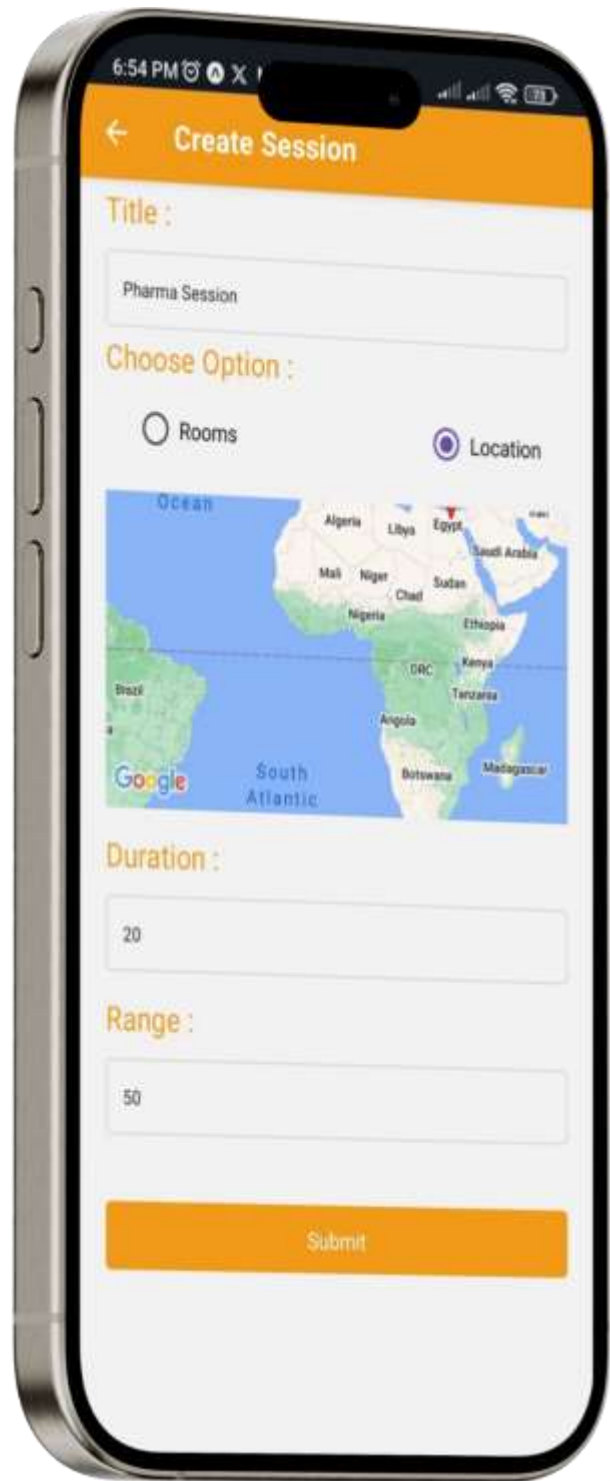 6:54 PM X
73
Create Session
Title :
Pharma Session
Choose Option :
Rooms
Location
Ocean
Algeria
Libya
Egypt
Saudi Arabia
Mali
Niger
Chad
Sudan
Nigeria
Ethiopia
DRC
Kenya
Brazil
Tanzania
Angola
Google
South
Atlantic
Botswana
Madagascar
Duration :
20
Range :
50
Submit